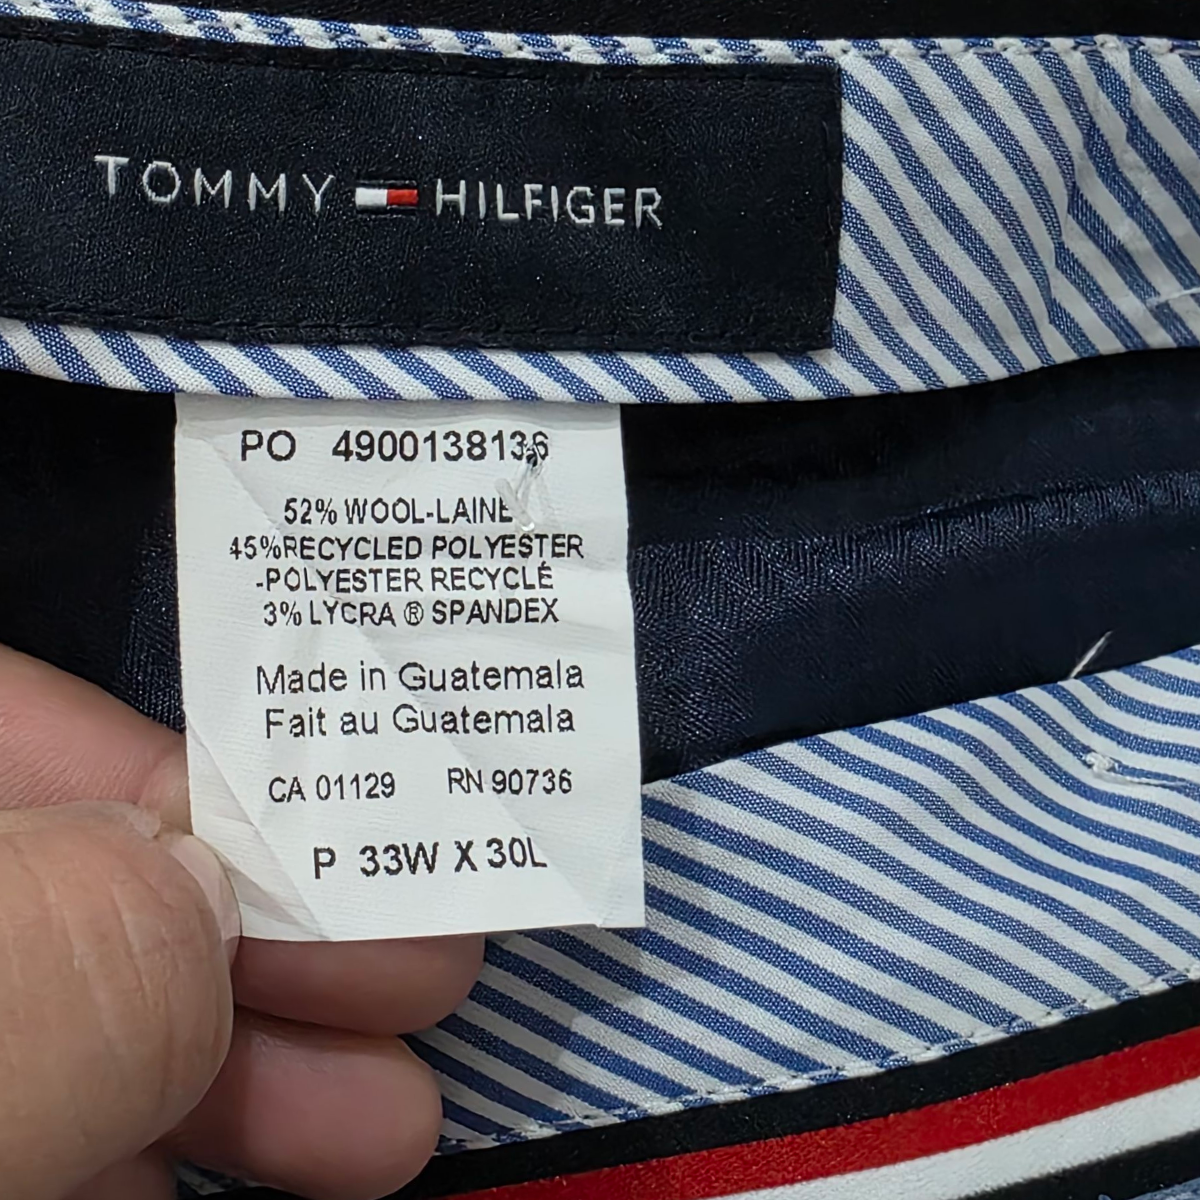 TOMMY HILFIGER
PO 4900138136
52% WOOL-LAINE
45%RECYCLED POLYESTER
-POLYESTER RECYCLÉ
3% LYCRA ® SPANDEX
Made in Guatemala
Fait au Guatemala
CA 01129 RN 90736
P 33W X 30L